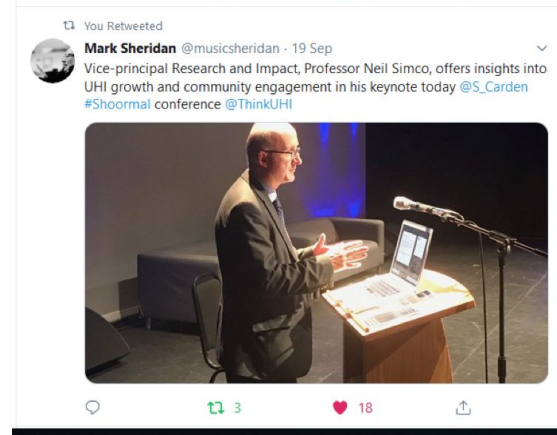 You Retweeted
Mark Sheridan @musicsheridan · 19 Sep
Vice-principal Research and Impact, Professor Neil Simco, offers insights into
UHI growth and community engagement in his keynote today @S_Carden
#Shoormal conference @ThinkUHI
3 18